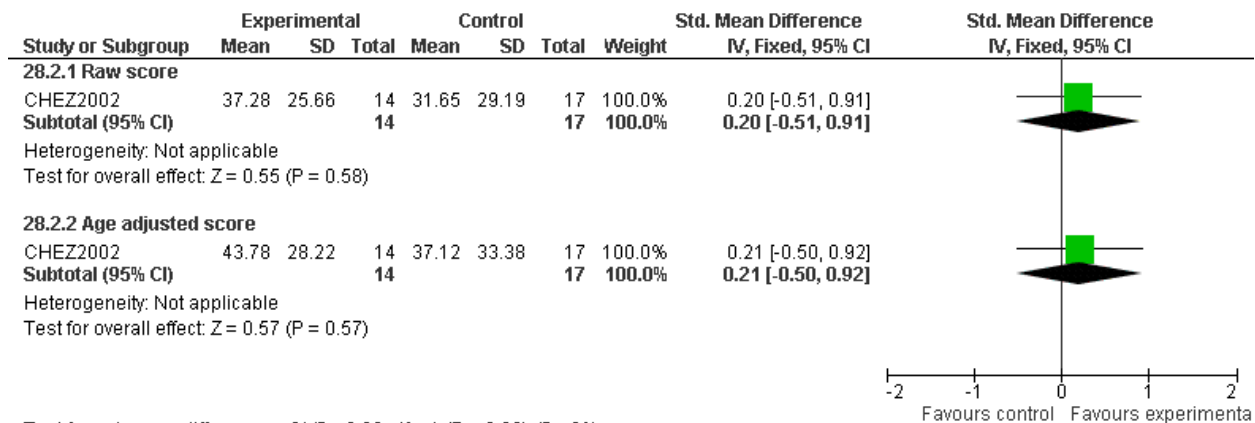 Experimental Control Std. Mean Difference Std. Mean Difference
Study or Subgroup Mean SD Total Mean SD Total Weight IV, Fixed, 95% CI IV, Fixed, 95% CI
28.2.1 Raw score
CHEZ2002 37.28 25.66 14 31.65 29.19 17 100.0% 0.20 [-0.51, 0.91]
Subtotal (95% CI) 14 17 100.0% 0.20 [-0.51, 0.91]
Heterogeneity: Not applicable
Test for overall effect: Z = 0.55 (P = 0.58)
28.2.2 Age adjusted score
CHEZ2002 43.78 28.22 14 37.12 33.38 17 100.0% 0.21 [-0.50, 0.92]
Subtotal (95% CI) 14 17 100.0% 0.21 [-0.50, 0.92]
Heterogeneity: Not applicable
Test for overall effect: Z = 0.57 (P = 0.57)
-2 -1 0 1 2
Favours control Favours experimenta